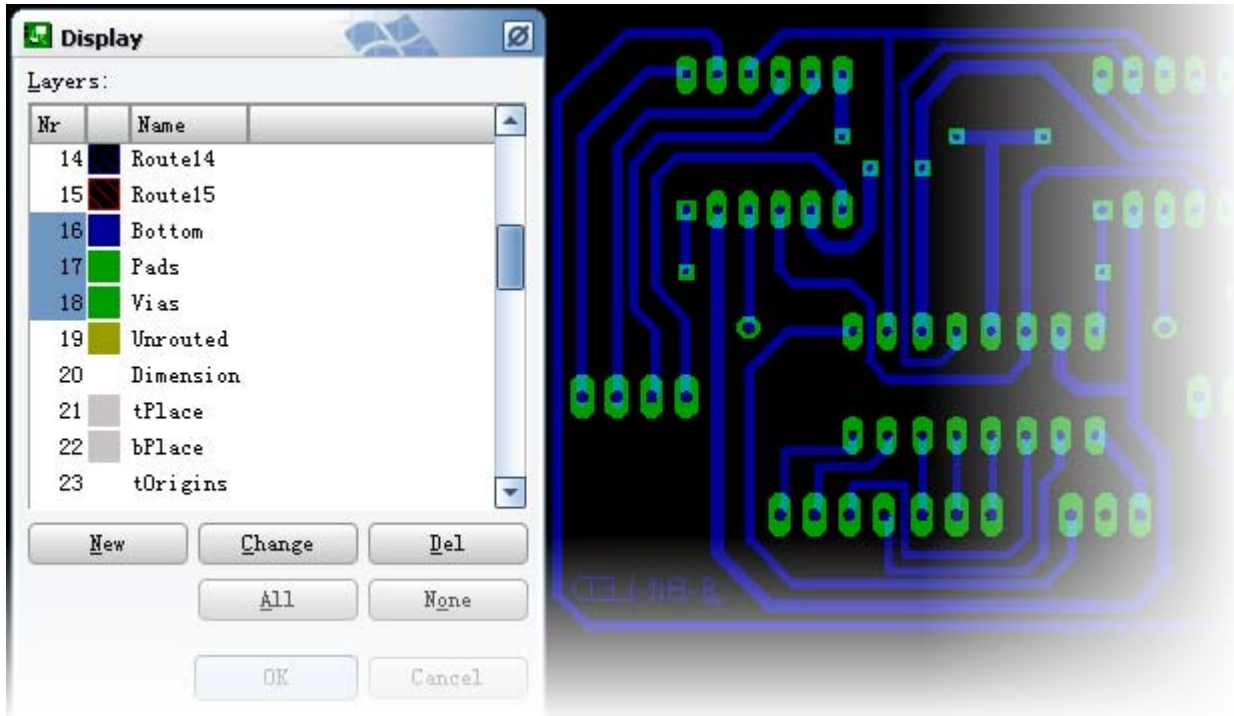 Display
Layers:
Nr Name
14 Route14
15 Route15
16 Bottom
17 Pads
18 Vias
19 Unrouted
20 Dimension
21 tPlace
22 bPlace
23 tOrigins
New Change Del
All None
OK Cancel